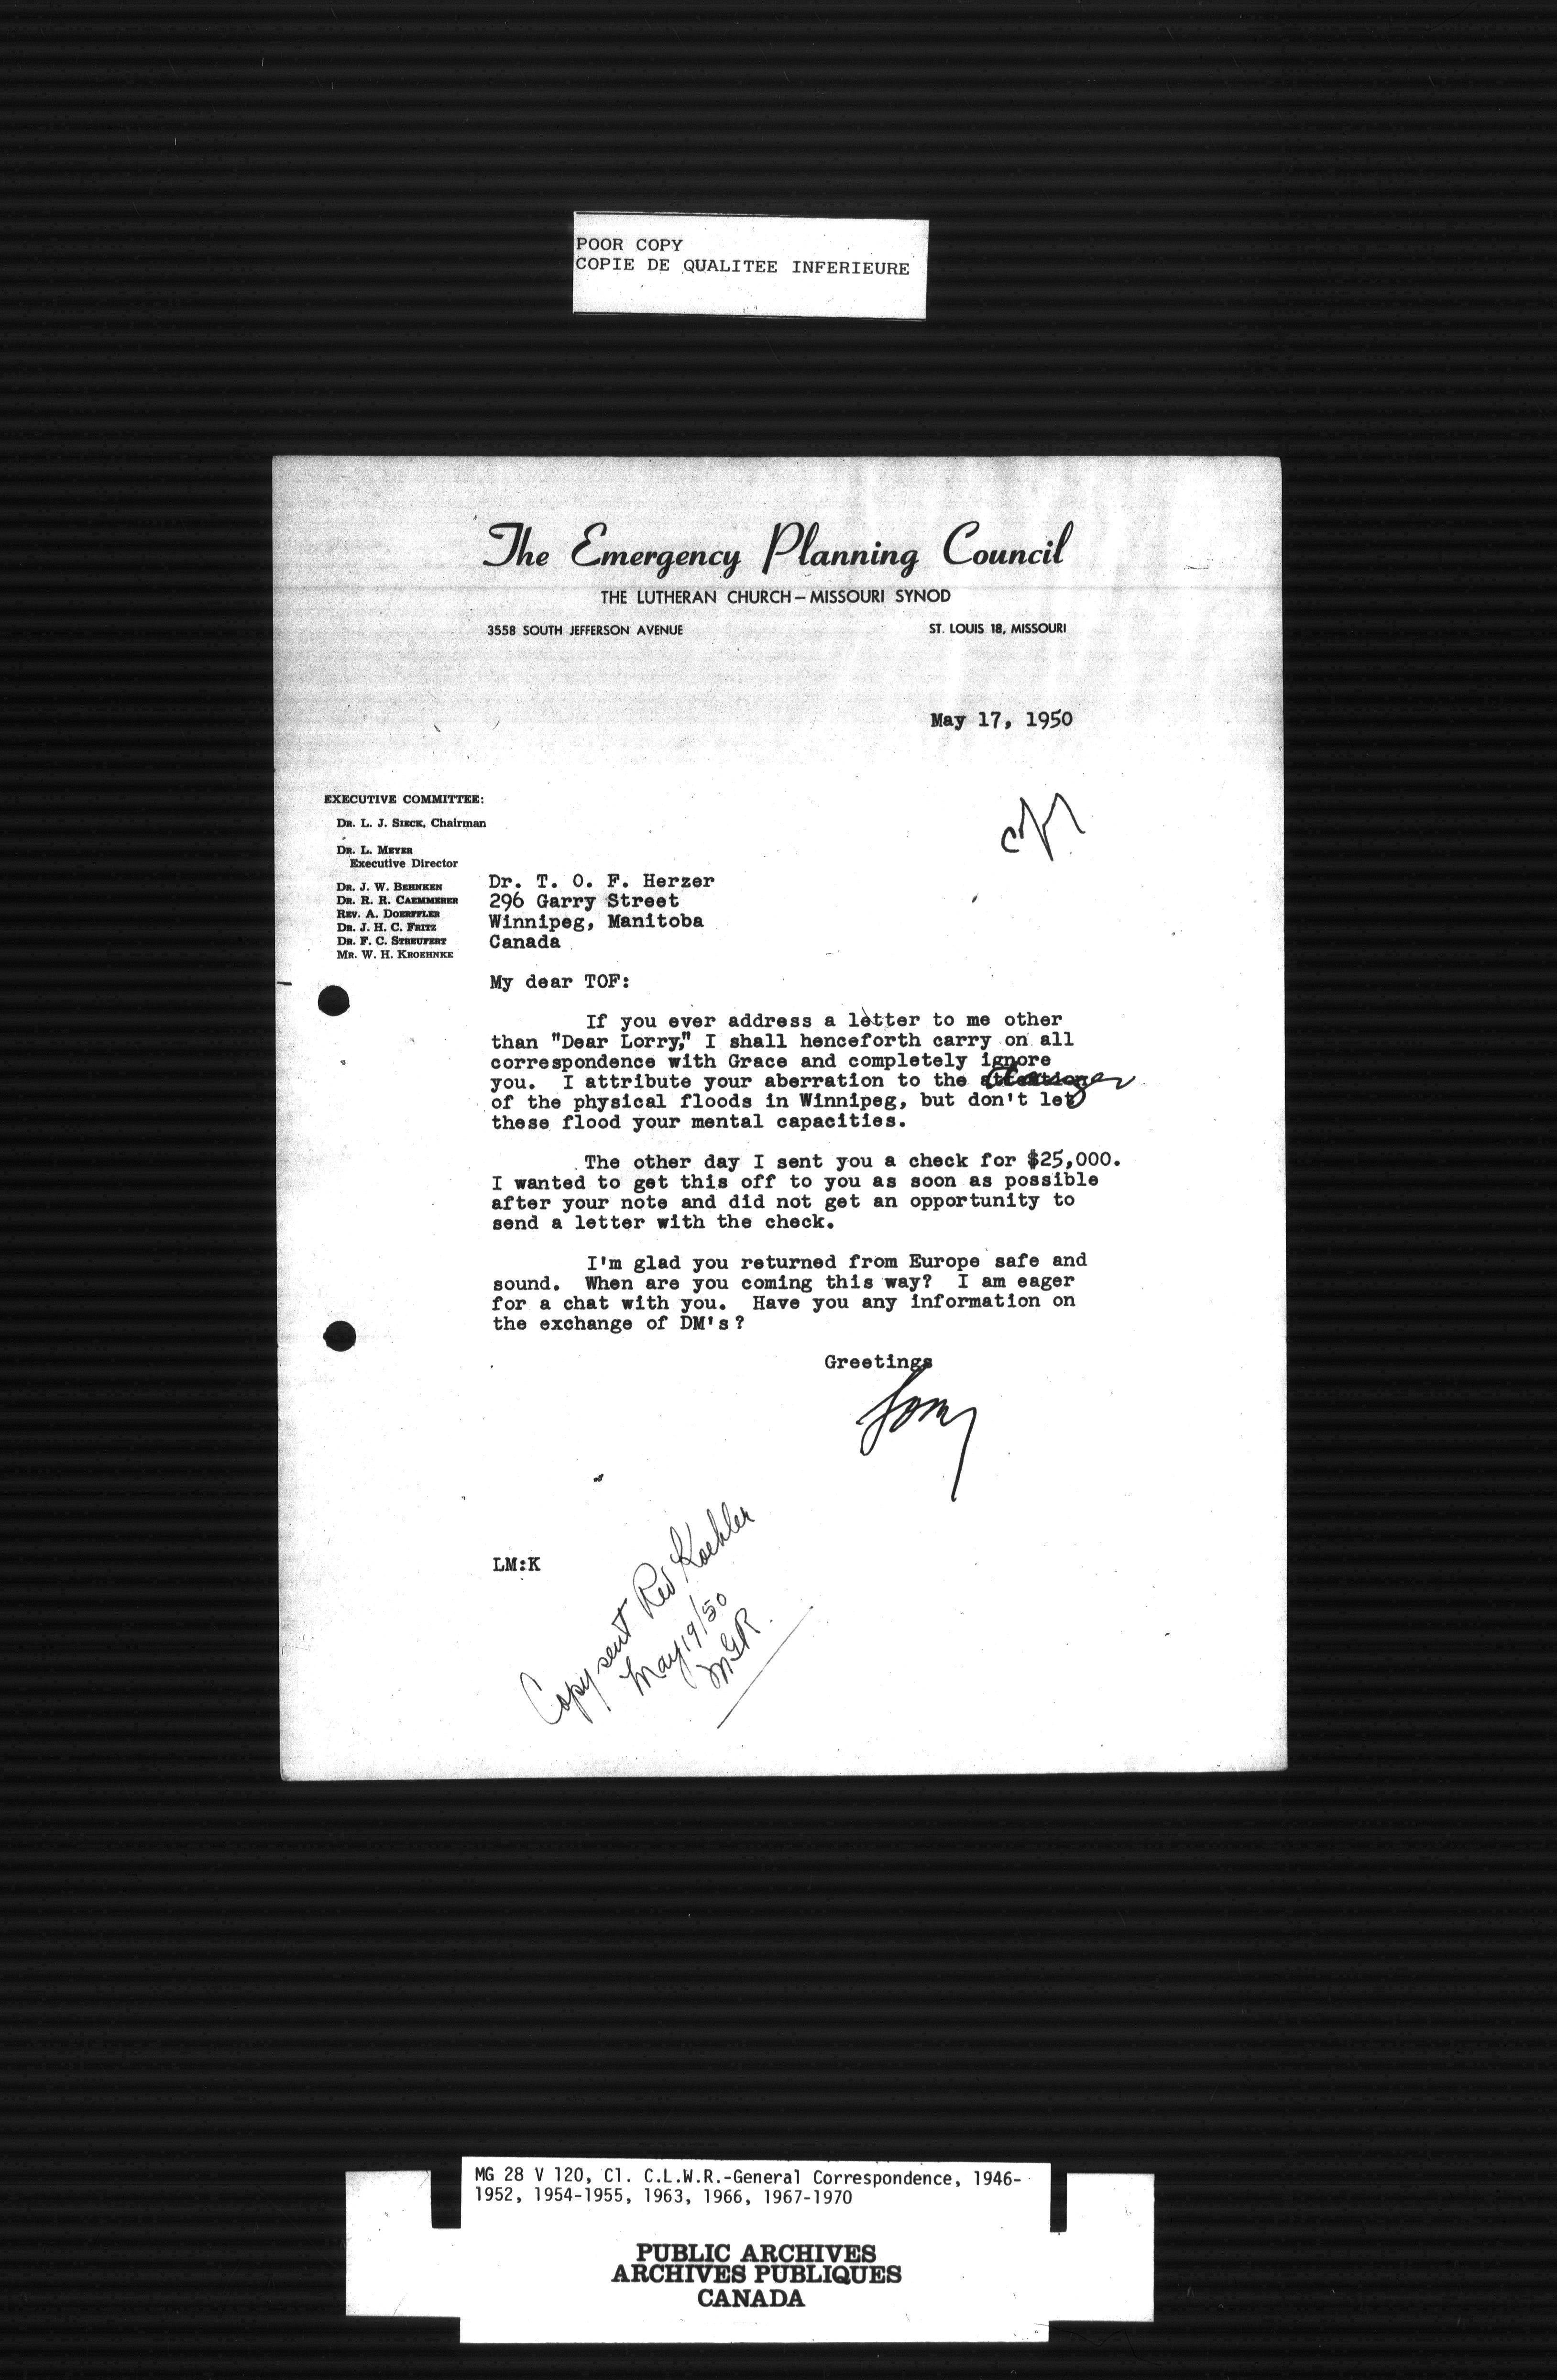 POOR COPY
COPIE DE QUALITEE INFERIEURE
The Emergency Planning Council
THE LUTHERAN CHURCH—MISSOURI SYNOD
3558 SOUTH JEFFERSON AVENUE ST. LOUIS 18, MISSOURI
May 17, 1950
EXECUTIVE COMMITTEE:
DR. L. J. SIECK, Chairman
DR. L. MEYER
Executive Director
DR. J. W. BEHNKEN
DR. R. R. CAEMMERER
REV. A. DOERFFLER
DR. J. H. C. FRITZ
DR. F. C. STREUFERT
MR. W. H. KROEHNKE
Dr. T. O. F. Herzer
296 Garry Street
Winnipeg, Manitoba
Canada
My dear TOF:
If you ever address a letter to me other
than "Dear Lorry," I shall henceforth carry on all
correspondence with Grace and completely ignore
you. I attribute your aberration to the
of the physical floods in Winnipeg, but don't let
these flood your mental capacities.
The other day I sent you a check for $25,000.
I wanted to get this off to you as soon as possible
after your note and did not get an opportunity to
send a letter with the check.
I'm glad you returned from Europe safe and
sound. When are you coming this way? I am eager
for a chat with you. Have you any information on
the exchange of DM's?
Greetings
Lorry
LM:K
Copy sent Rev Koehler
May 19/50
MGR.
MG 28 V 120, Cl. C.L.W.R.-General Correspondence, 1946-
1952, 1954-1955, 1963, 1966, 1967-1970
PUBLIC ARCHIVES
ARCHIVES PUBLIQUES
CANADA